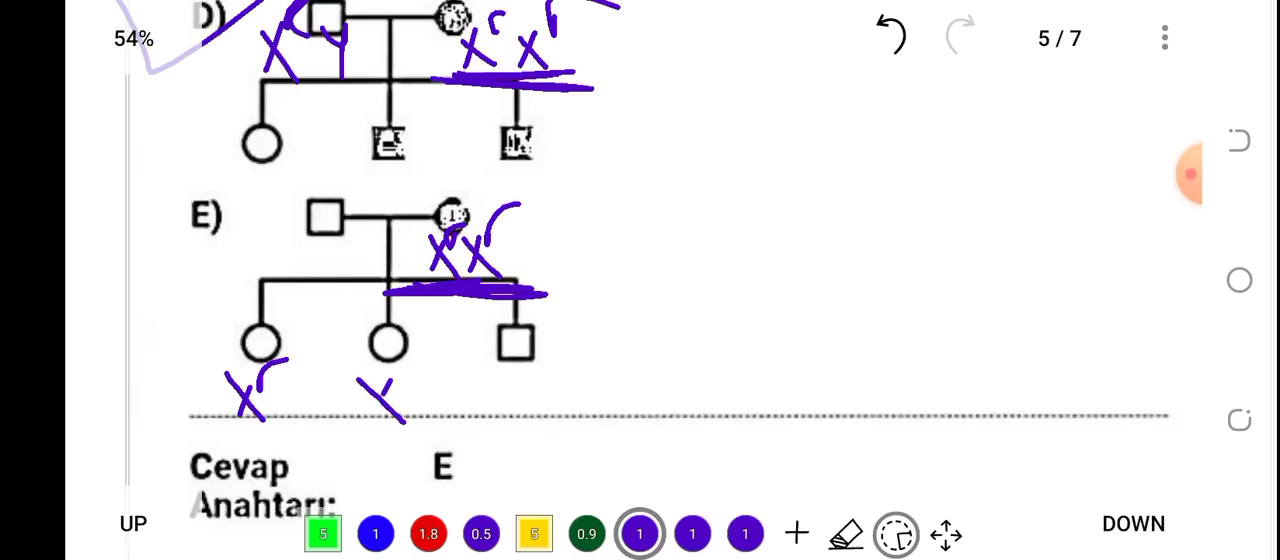 D)
54%
5 / 7
X^r Y
X^r X^r
E)
X^r X^r
X^r
Cevap E
Anahtarı:
UP
5 1 1.8 0.5 5 0.9 1 1 1 +
DOWN